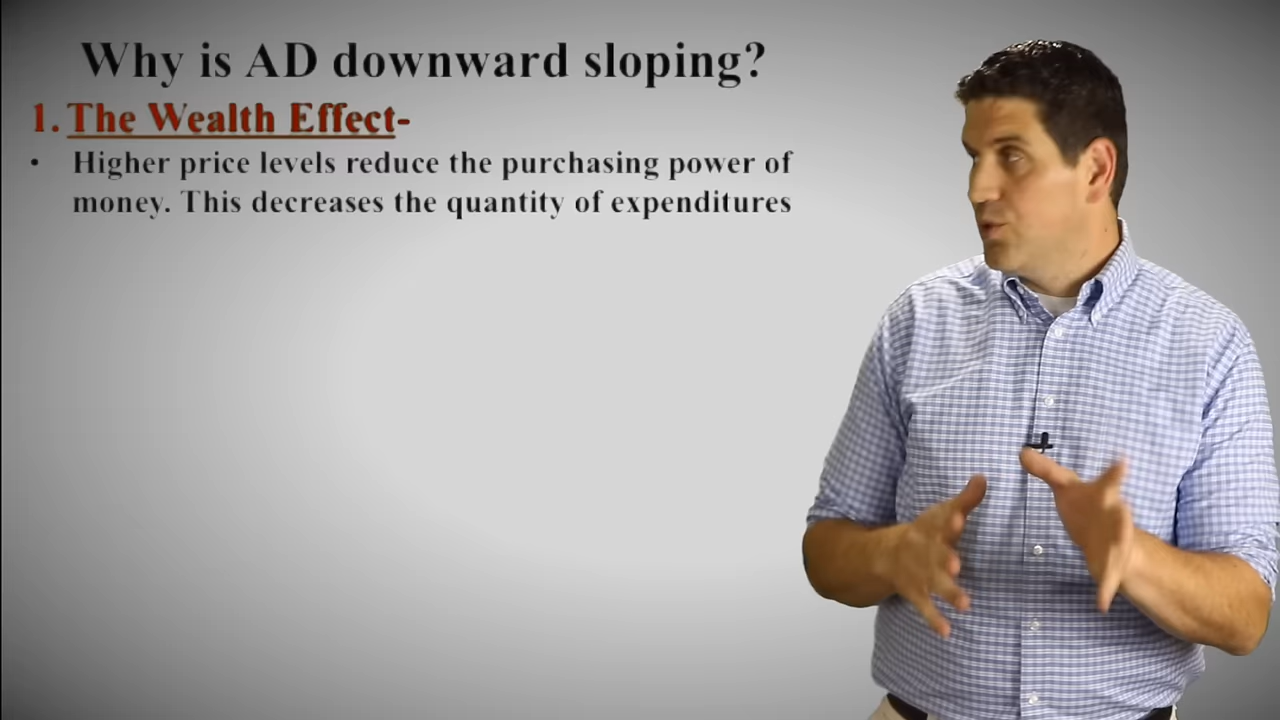 Why is AD downward sloping?
1. The Wealth Effect-
• Higher price levels reduce the purchasing power of
money. This decreases the quantity of expenditures